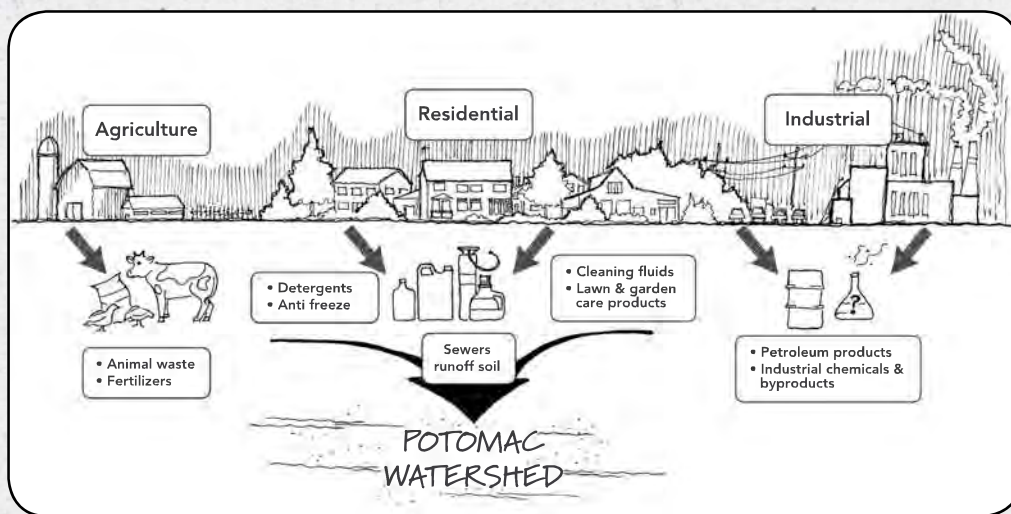 Agriculture
Residential
Industrial
• Detergents
• Anti freeze
• Cleaning fluids
• Lawn & garden
care products
?
• Animal waste
• Fertilizers
Sewers
runoff soil
• Petroleum products
• Industrial chemicals &
byproducts
POTOMAC
WATERSHED